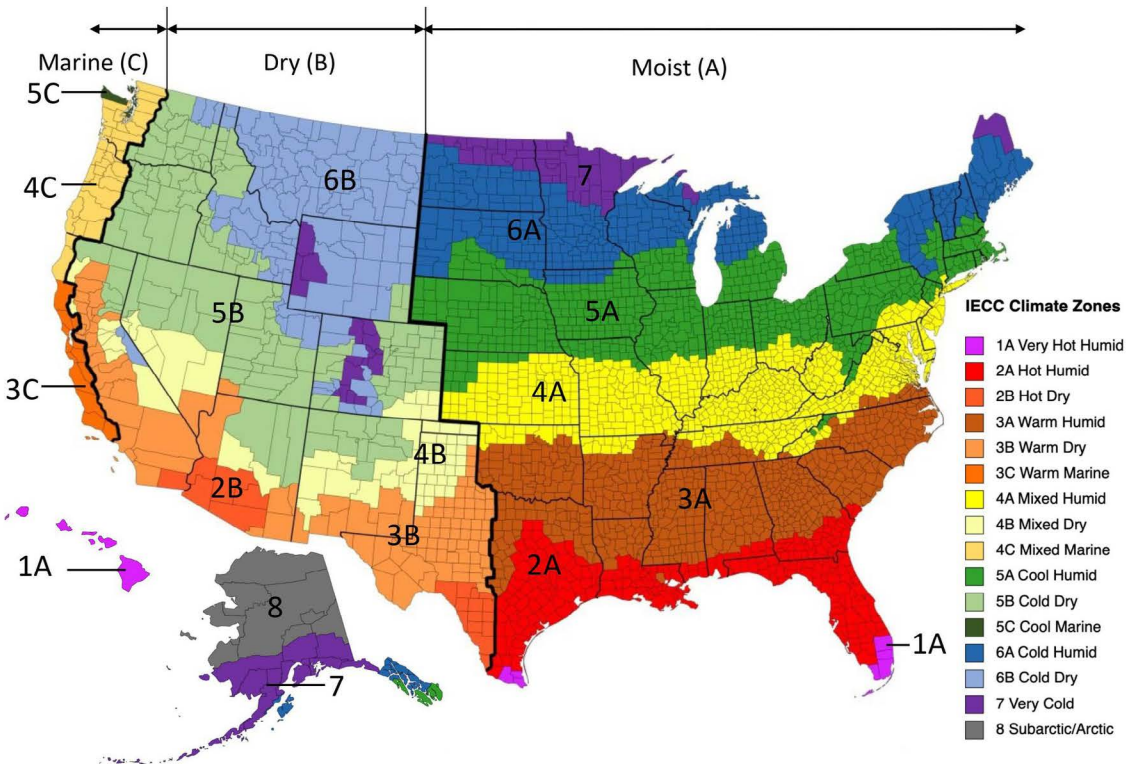 Marine (C)
Dry (B)
Moist (A)
5C
4C
6B
7
6A
5B
5A
3C
4A
4B
2B
3A
3B
2A
1A
8
1A
7
IECC Climate Zones
1A Very Hot Humid
2A Hot Humid
2B Hot Dry
3A Warm Humid
3B Warm Dry
3C Warm Marine
4A Mixed Humid
4B Mixed Dry
4C Mixed Marine
5A Cool Humid
5B Cold Dry
5C Cool Marine
6A Cold Humid
6B Cold Dry
7 Very Cold
8 Subarctic/Arctic